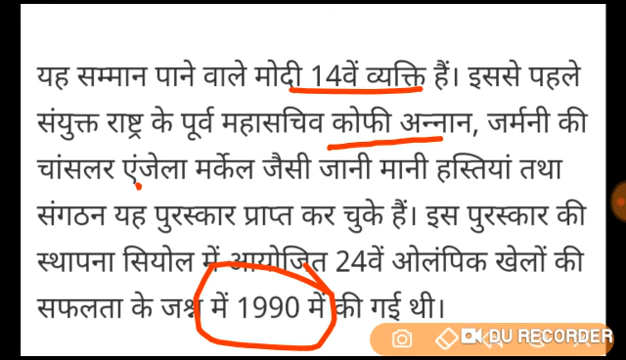 यह सम्मान पाने वाले मोदी 14वें व्यक्ति हैं। इससे पहले
संयुक्त राष्ट्र के पूर्व महासचिव कोफी अन्नान, जर्मनी की
चांसलर एंजेला मर्केल जैसी जानी मानी हस्तियां तथा
संगठन यह पुरस्कार प्राप्त कर चुके हैं। इस पुरस्कार की
स्थापना सियोल में आयोजित 24वें ओलंपिक खेलों की
सफलता के जश्न में 1990 में की गई थी।
DU RECORDER